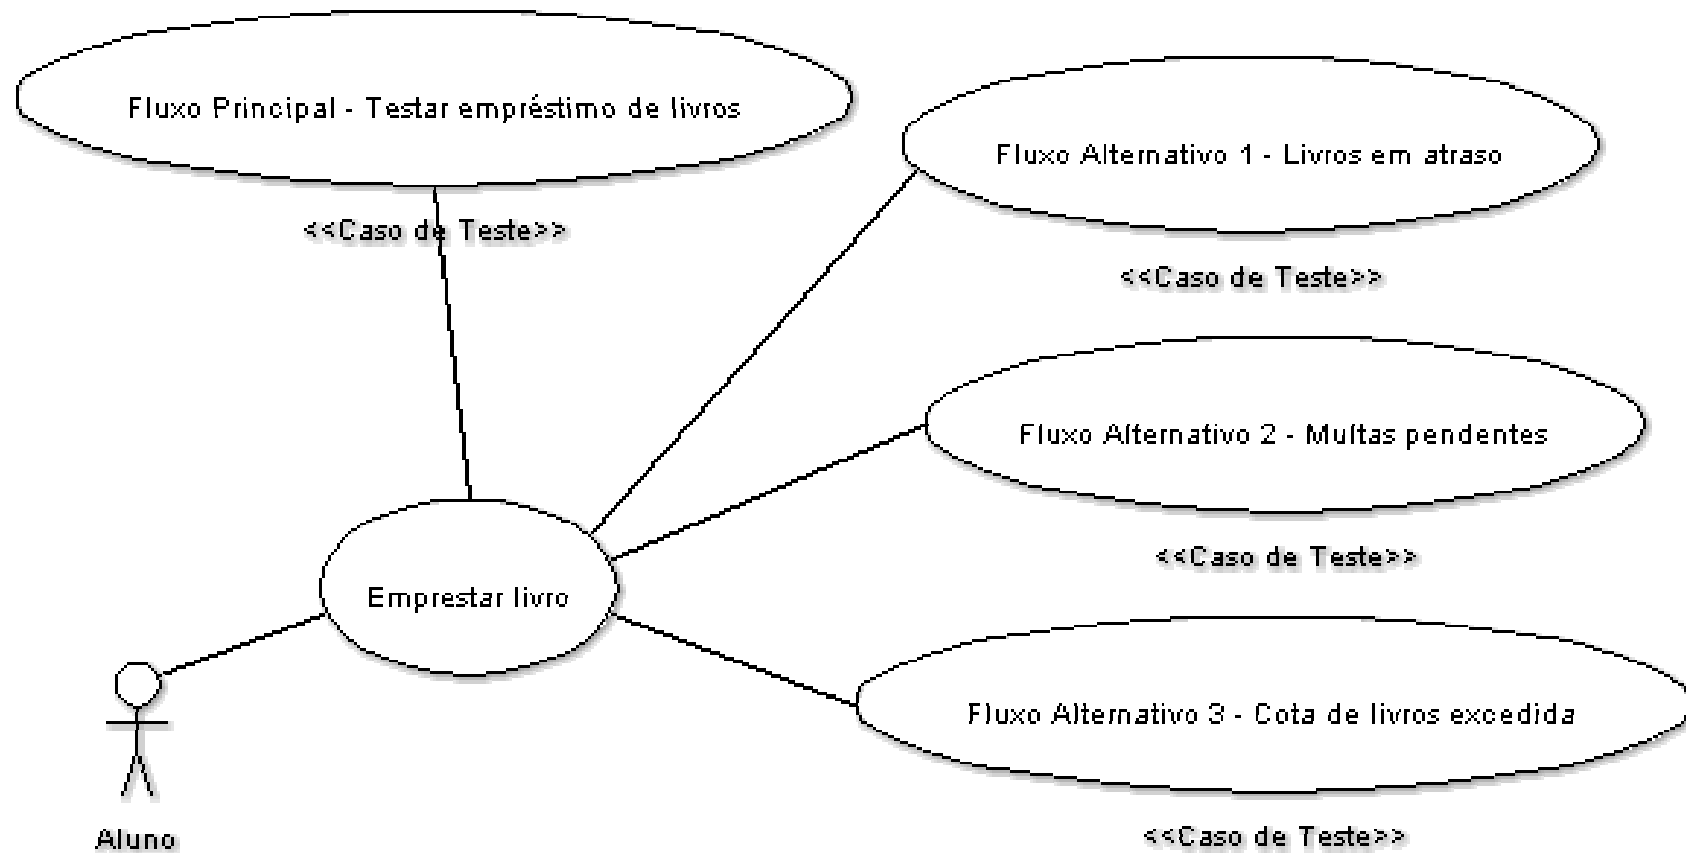 Fluxo Principal - Testar empréstimo de livros
<<Caso de Teste>>
Fluxo Alternativo 1 - Livros em atraso
<<Caso de Teste>>
Fluxo Alternativo 2 - Multas pendentes
<<Caso de Teste>>
Emprestar livro
Fluxo Alternativo 3 - Cota de livros excedida
<<Caso de Teste>>
Aluno